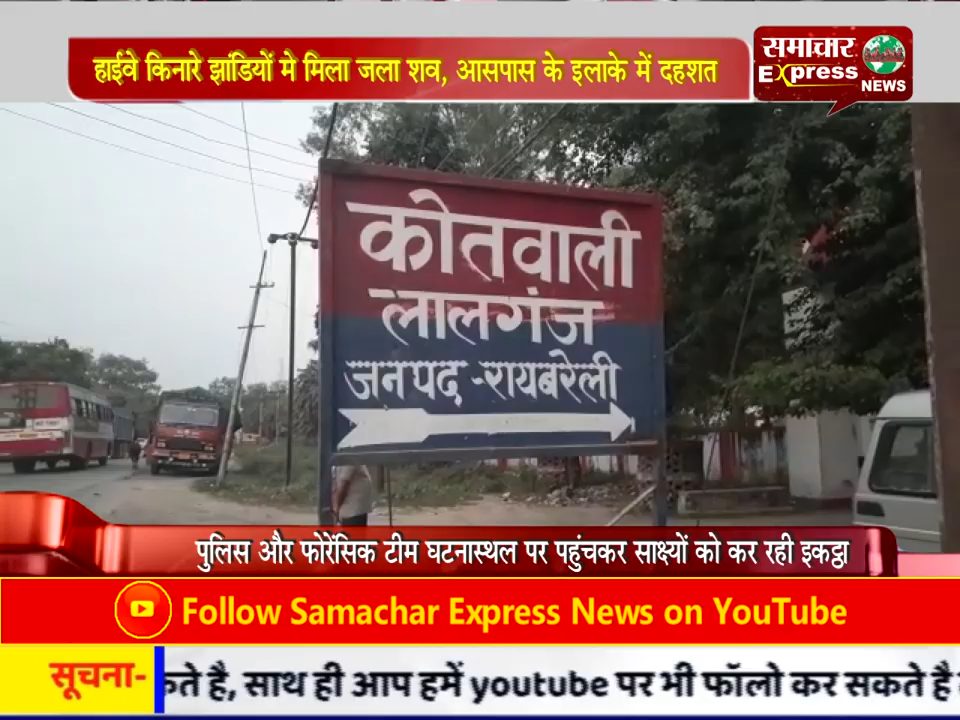 हाईवे किनारे झांडियों मे मिला जला शव, आसपास के इलाके में दहशत
समाचार
Express
NEWS
कोतवाली
लालगंज
जनपद -रायबरेली
पुलिस और फोरेंसिक टीम घटनास्थल पर पहुंचकर साक्ष्यों को कर रही इकट्ठा
Follow Samachar Express News on YouTube
सूचना- कते है, साथ ही आप हमें youtube पर भी फॉलो कर सकते है